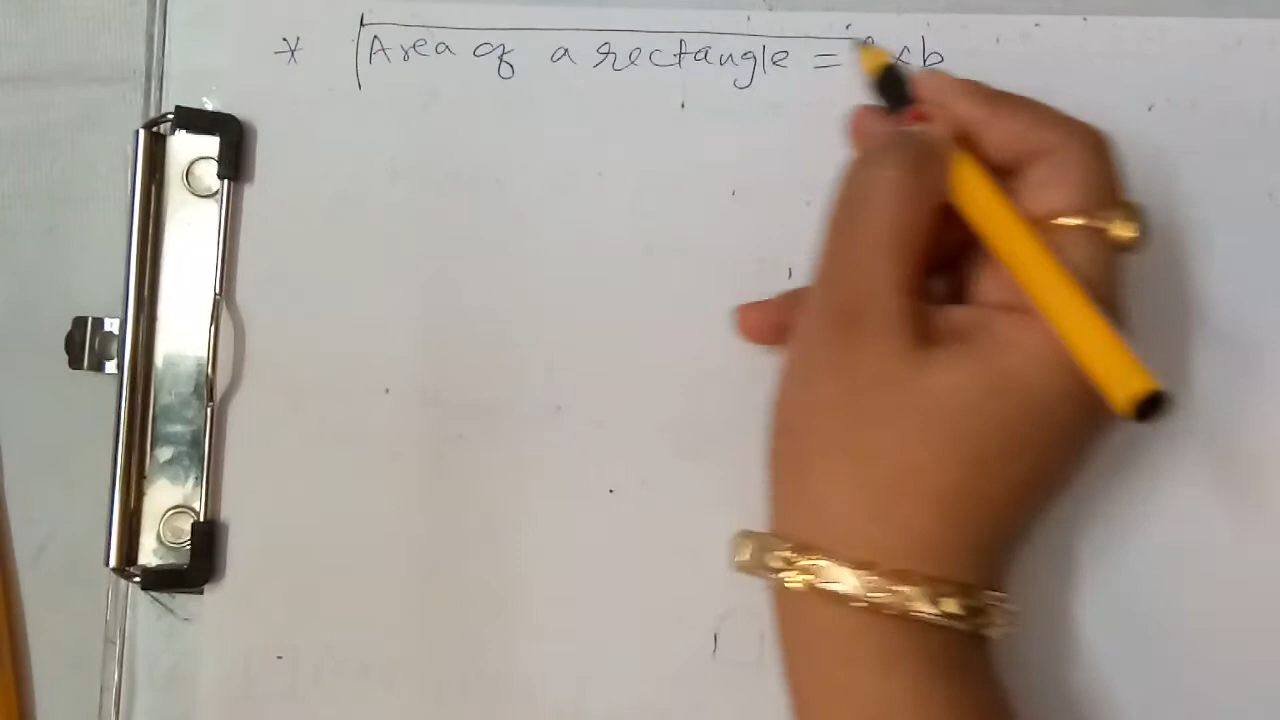 * Area of a rectangle = l×b